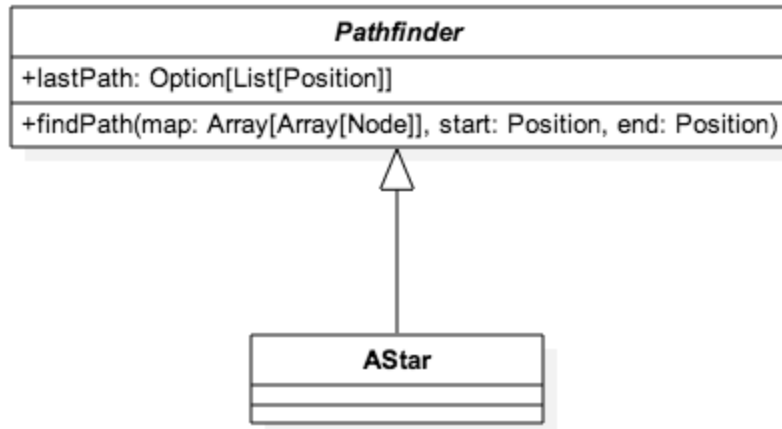 Pathfinder
+lastPath: Option[List[Position]]
+findPath(map: Array[Array[Node]], start: Position, end: Position)
AStar